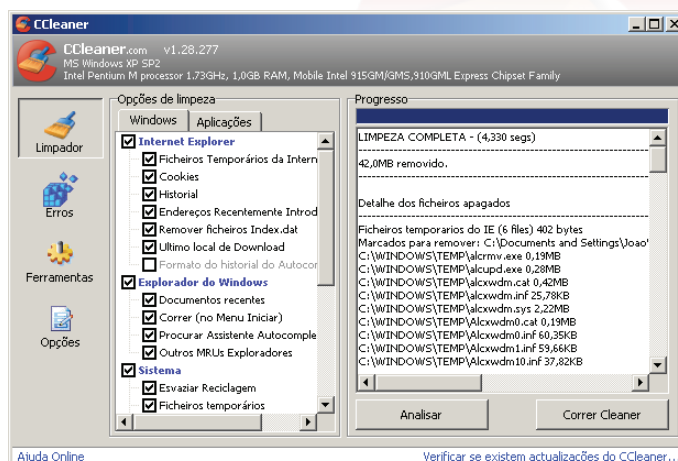 CCleaner
CCleaner.com v1.28.277
MS Windows XP SP2
Intel Pentium M processor 1.73GHz, 1,0GB RAM, Mobile Intel 915GM/GMS,910GML Express Chipset Family
Limpador
Erros
Ferramentas
Opções
Opções de limpeza
Windows
Aplicações
Internet Explorer
Ficheiros Temporários da Intern
Cookies
Historial
Endereços Recentemente Introd
Remover ficheiros Index.dat
Ultimo local de Download
Formato do historial do Autocor
Explorador do Windows
Documentos recentes
Correr (no Menu Iniciar)
Procurar Assistente Autocomple
Outros MRUs Exploradores
Sistema
Esvaziar Reciclagem
Ficheiros temporários
Progresso
LIMPEZA COMPLETA - (4,330 segs)
42,0MB removido.
Detalhe dos ficheiros apagados
Ficheiros temporarios do IE (6 files) 402 bytes
Marcados para remover: C:\Documents and Settings\Joao'
C:\WINDOWS\TEMP\alcrmv.exe 0,19MB
C:\WINDOWS\TEMP\alcupd.exe 0,28MB
C:\WINDOWS\TEMP\alcxwdm.cat 0,42MB
C:\WINDOWS\TEMP\alcxwdm.inf 25,78KB
C:\WINDOWS\TEMP\alcxwdm.sys 2,22MB
C:\WINDOWS\TEMP\Alcxwdm0.cat 0,19MB
C:\WINDOWS\TEMP\Alcxwdm0.inf 60,35KB
C:\WINDOWS\TEMP\Alcxwdm1.inf 59,66KB
C:\WINDOWS\TEMP\Alcxwdm10.inf 37,82KB
Analisar
Correr Cleaner
Ajuda Online
Verificar se existem actualizações do CCleaner...